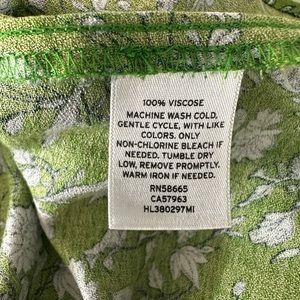 100% VISCOSE
MACHINE WASH COLD,
GENTLE CYCLE, WITH LIKE
COLORS. ONLY
NON-CHLORINE BLEACH IF
NEEDED. TUMBLE DRY
LOW, REMOVE PROMPTLY.
WARM IRON IF NEEDED.
RN58665
CA57963
HL380297MI